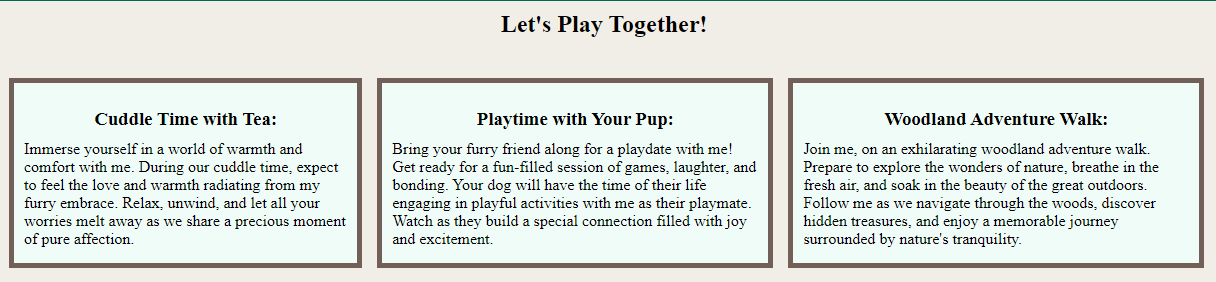 Let's Play Together!
Cuddle Time with Tea:
Immerse yourself in a world of warmth and
comfort with me. During our cuddle time, expect
to feel the love and warmth radiating from my
furry embrace. Relax, unwind, and let all your
worries melt away as we share a precious moment
of pure affection.
Playtime with Your Pup:
Bring your furry friend along for a playdate with me!
Get ready for a fun-filled session of games, laughter, and
bonding. Your dog will have the time of their life
engaging in playful activities with me as their playmate.
Watch as they build a special connection filled with joy
and excitement.
Woodland Adventure Walk:
Join me, on an exhilarating woodland adventure walk.
Prepare to explore the wonders of nature, breathe in the
fresh air, and soak in the beauty of the great outdoors.
Follow me as we navigate through the woods, discover
hidden treasures, and enjoy a memorable journey
surrounded by nature's tranquility.